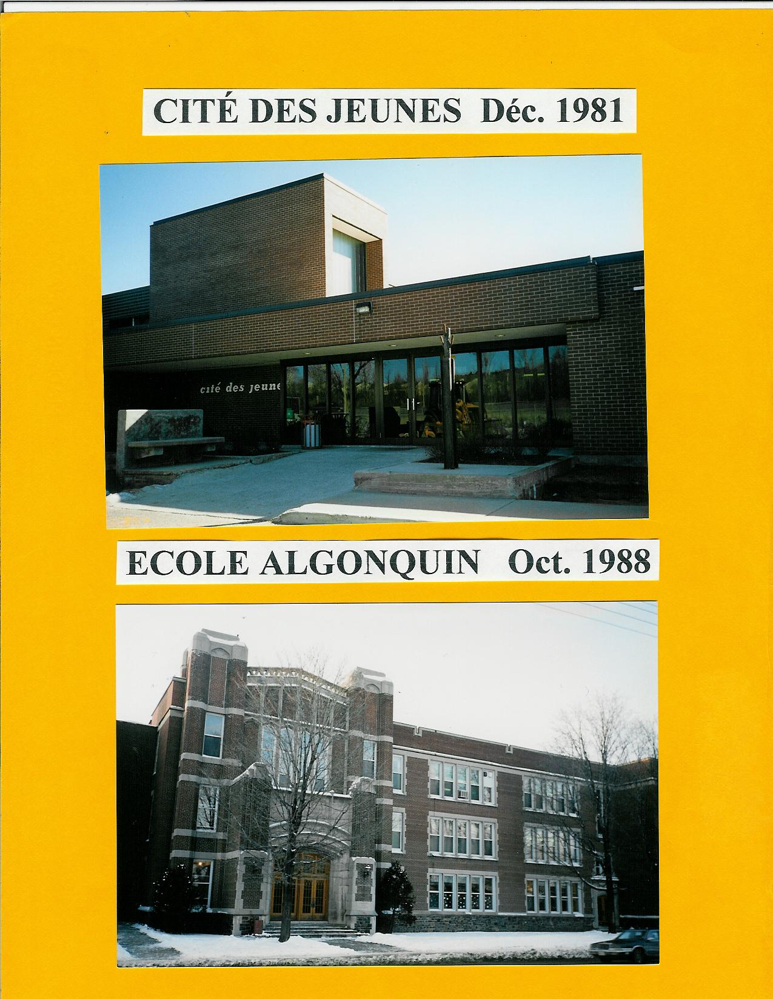 CITÉ DES JEUNES Déc. 1981
cité des jeune
ECOLE ALGONQUIN Oct. 1988